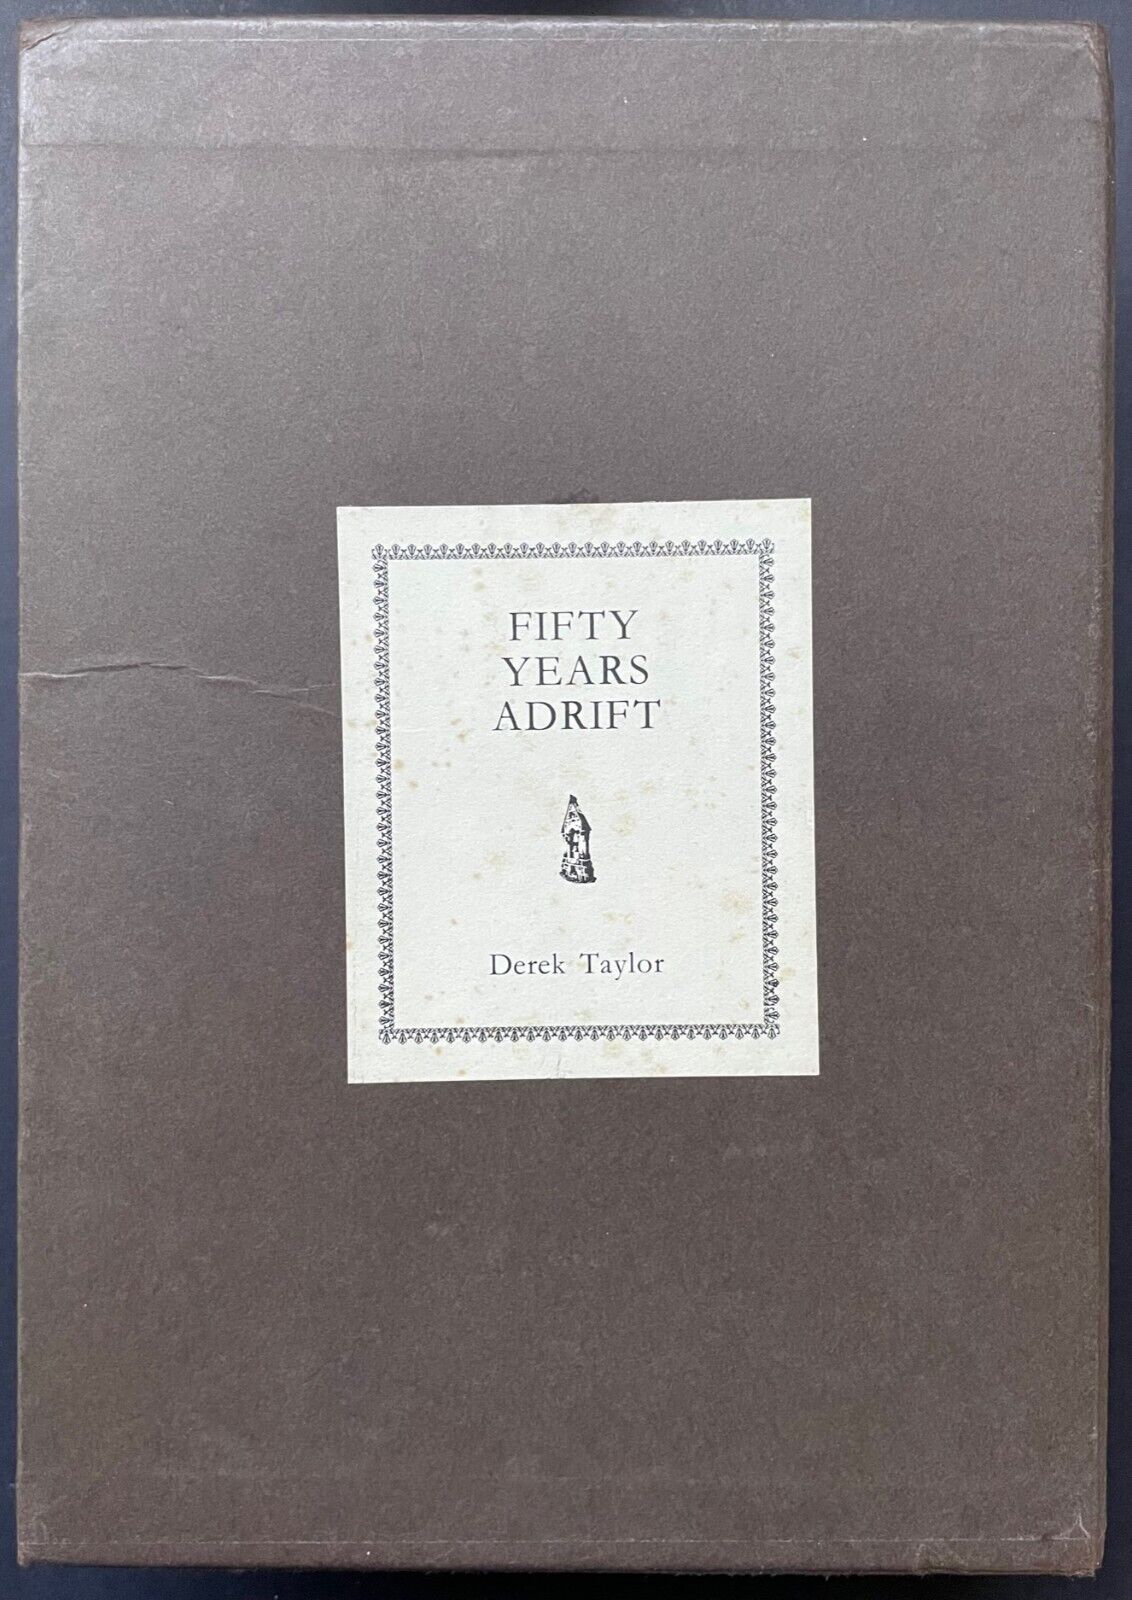 FIFTY
YEARS
ADRIFT
Derek Taylor